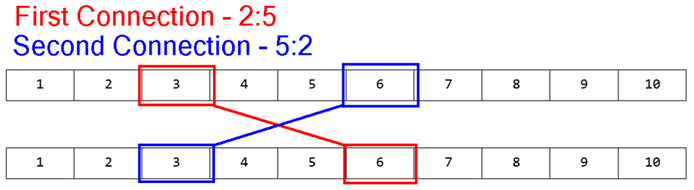 First Connection - 2:5
Second Connection - 5:2
1 2 3 4 5 6 7 8 9 10
1 2 3 4 5 6 7 8 9 10